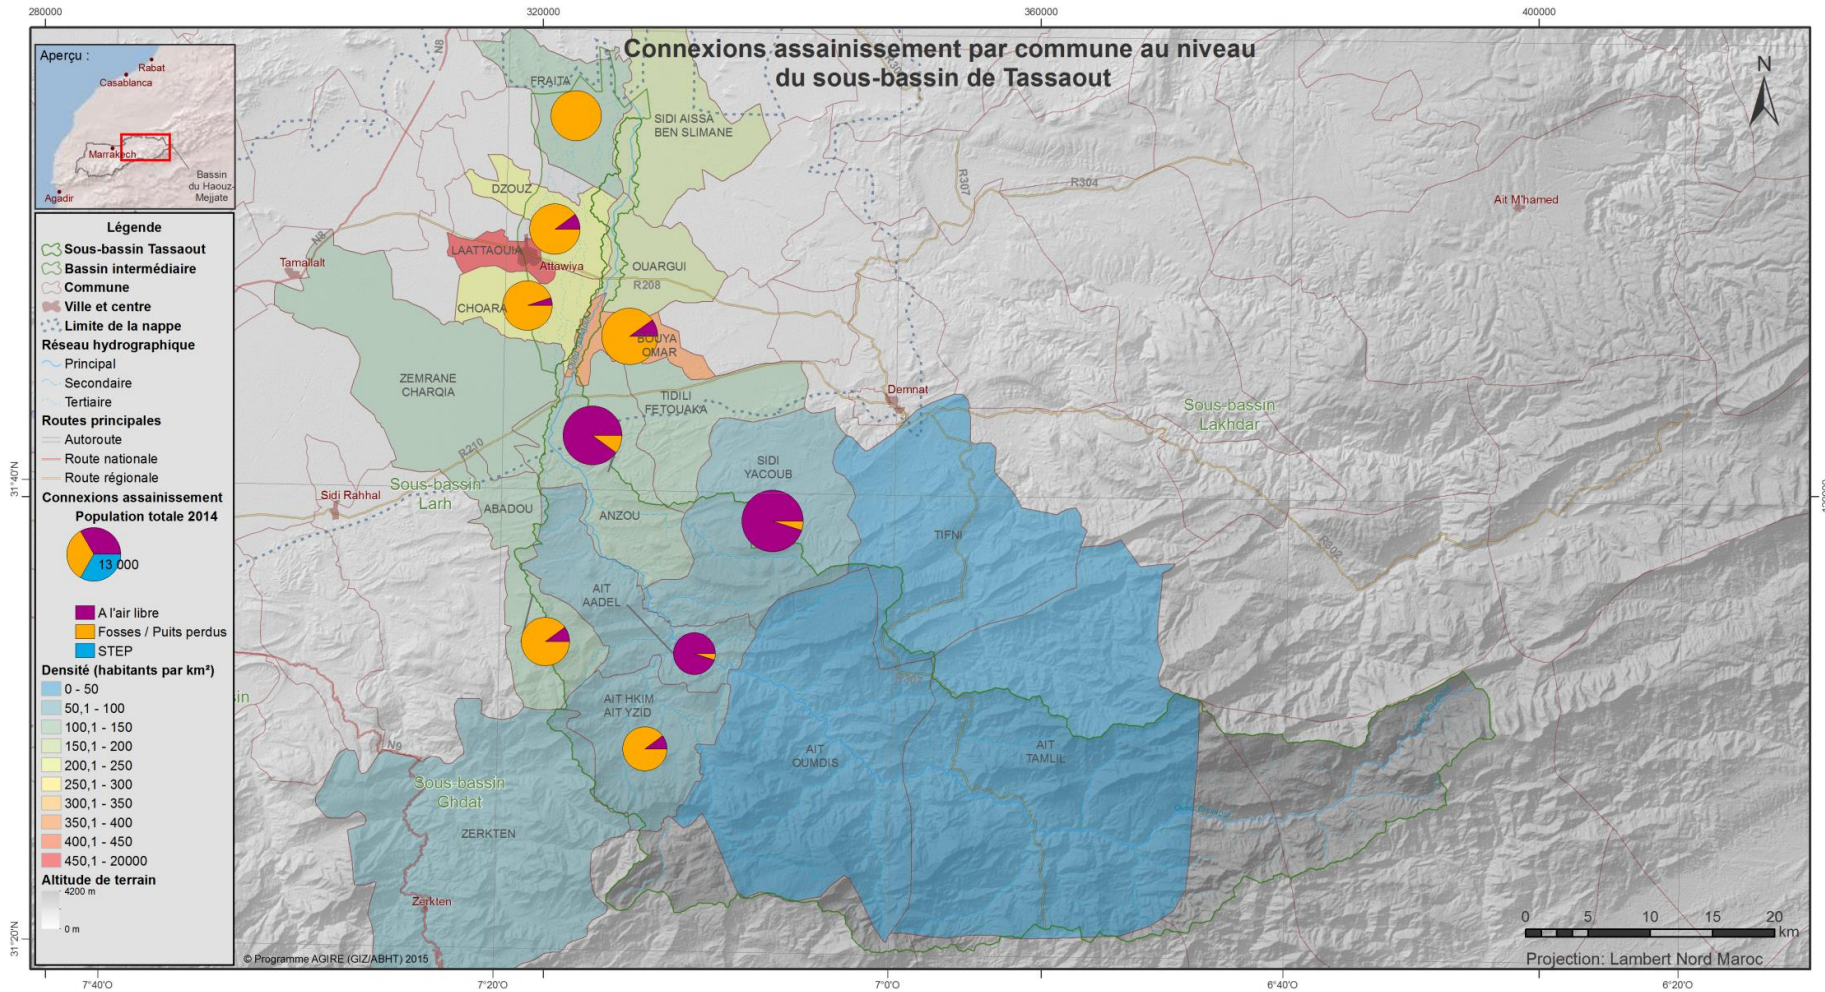 280000
320000
360000
400000
Connexions assainissement par commune au niveau
du sous-bassin de Tassaout
N
Aperçu :
Rabat
Casablanca
Marrakech
Agadir
Bassin
du Haouz-
Mejjate
Légende
Sous-bassin Tassaout
Bassin intermédiaire
Commune
Ville et centre
Limite de la nappe
Réseau hydrographique
Principal
Secondaire
Tertiaire
Routes principales
Autoroute
Route nationale
Route régionale
Connexions assainissement
Population totale 2014
13 000
A l'air libre
Fosses / Puits perdus
STEP
Densité (habitants par km²)
0 - 50
50,1 - 100
100,1 - 150
150,1 - 200
200,1 - 250
250,1 - 300
300,1 - 350
350,1 - 400
400,1 - 450
450,1 - 20000
Altitude de terrain
4200 m
0 m
N8
FRAITA
SIDI AISSA
BEN SLIMANE
DZOUZ
R307
R304
Ait M'hamed
N8
LAATTAOUIA
Attawiya
OUARGUI
R208
Tamallalt
CHOARA
BOUYA
OMAR
ZEMRANE
CHARQIA
TIDILI
FETOUAKA
Demnat
Sous-bassin
Lakhdar
R210
SIDI
YACOUB
Sous-bassin
Larh
Sidi Rahhal
ABADOU
ANZOU
TIFNI
R302
AIT
AADEL
AIT HKIM
AIT YZID
AIT
OUMDIS
AIT
TAMLIL
N9
Sous-bassin
Ghdat
ZERKTEN
Zerkten
© Programme AGIRE (GIZ/ABHT) 2015
0 5 10 15 20
km
Projection: Lambert Nord Maroc
31°40'N
31°20'N
7°40'O
7°20'O
7°0'O
6°40'O
6°20'O